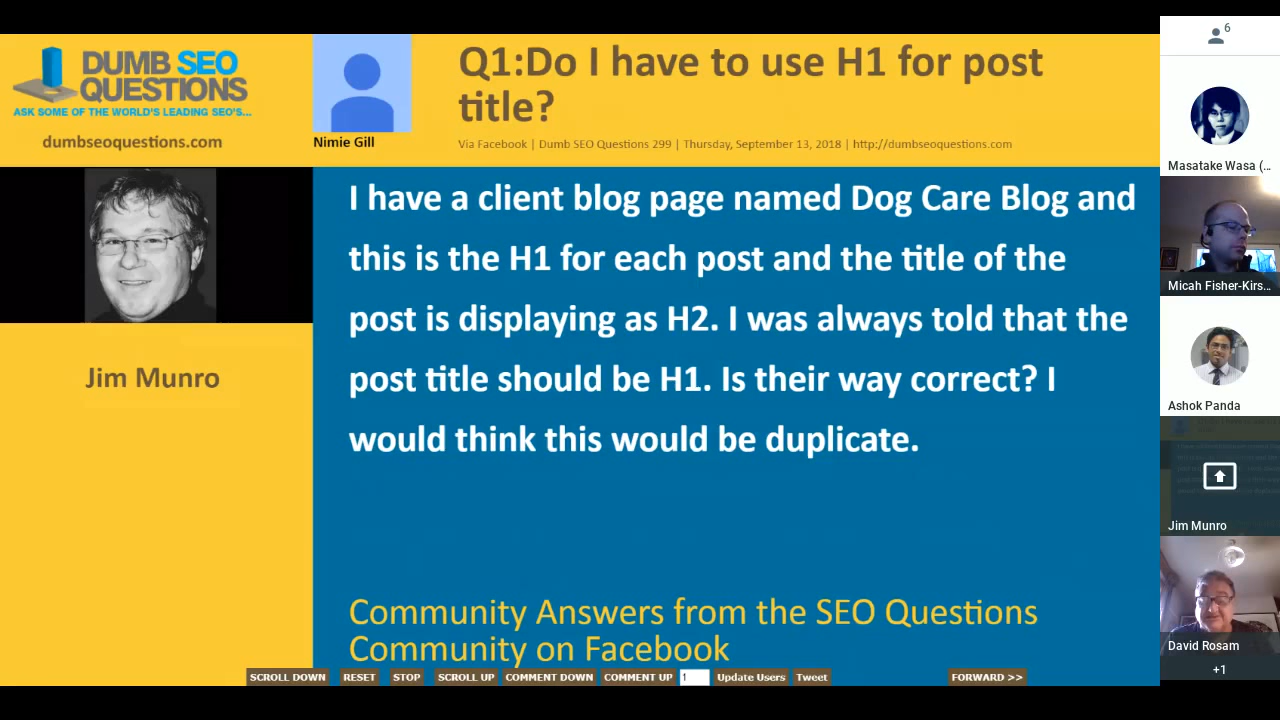 DUMB SEO
QUESTIONS
ASK SOME OF THE WORLD'S LEADING SEO'S...
dumbseoquestions.com
Nimie Gill
Q1:Do I have to use H1 for post
title?
Via Facebook | Dumb SEO Questions 299 | Thursday, September 13, 2018 | http://dumbseoquestions.com
Jim Munro
I have a client blog page named Dog Care Blog and
this is the H1 for each post and the title of the
post is displaying as H2. I was always told that the
post title should be H1. Is their way correct? I
would think this would be duplicate.
Community Answers from the SEO Questions
Community on Facebook
SCROLL DOWN RESET STOP SCROLL UP COMMENT DOWN COMMENT UP 1 Update Users Tweet FORWARD >>
6
Masatake Wasa (...
Micah Fisher-Kirs...
Ashok Panda
Jim Munro
David Rosam
+1